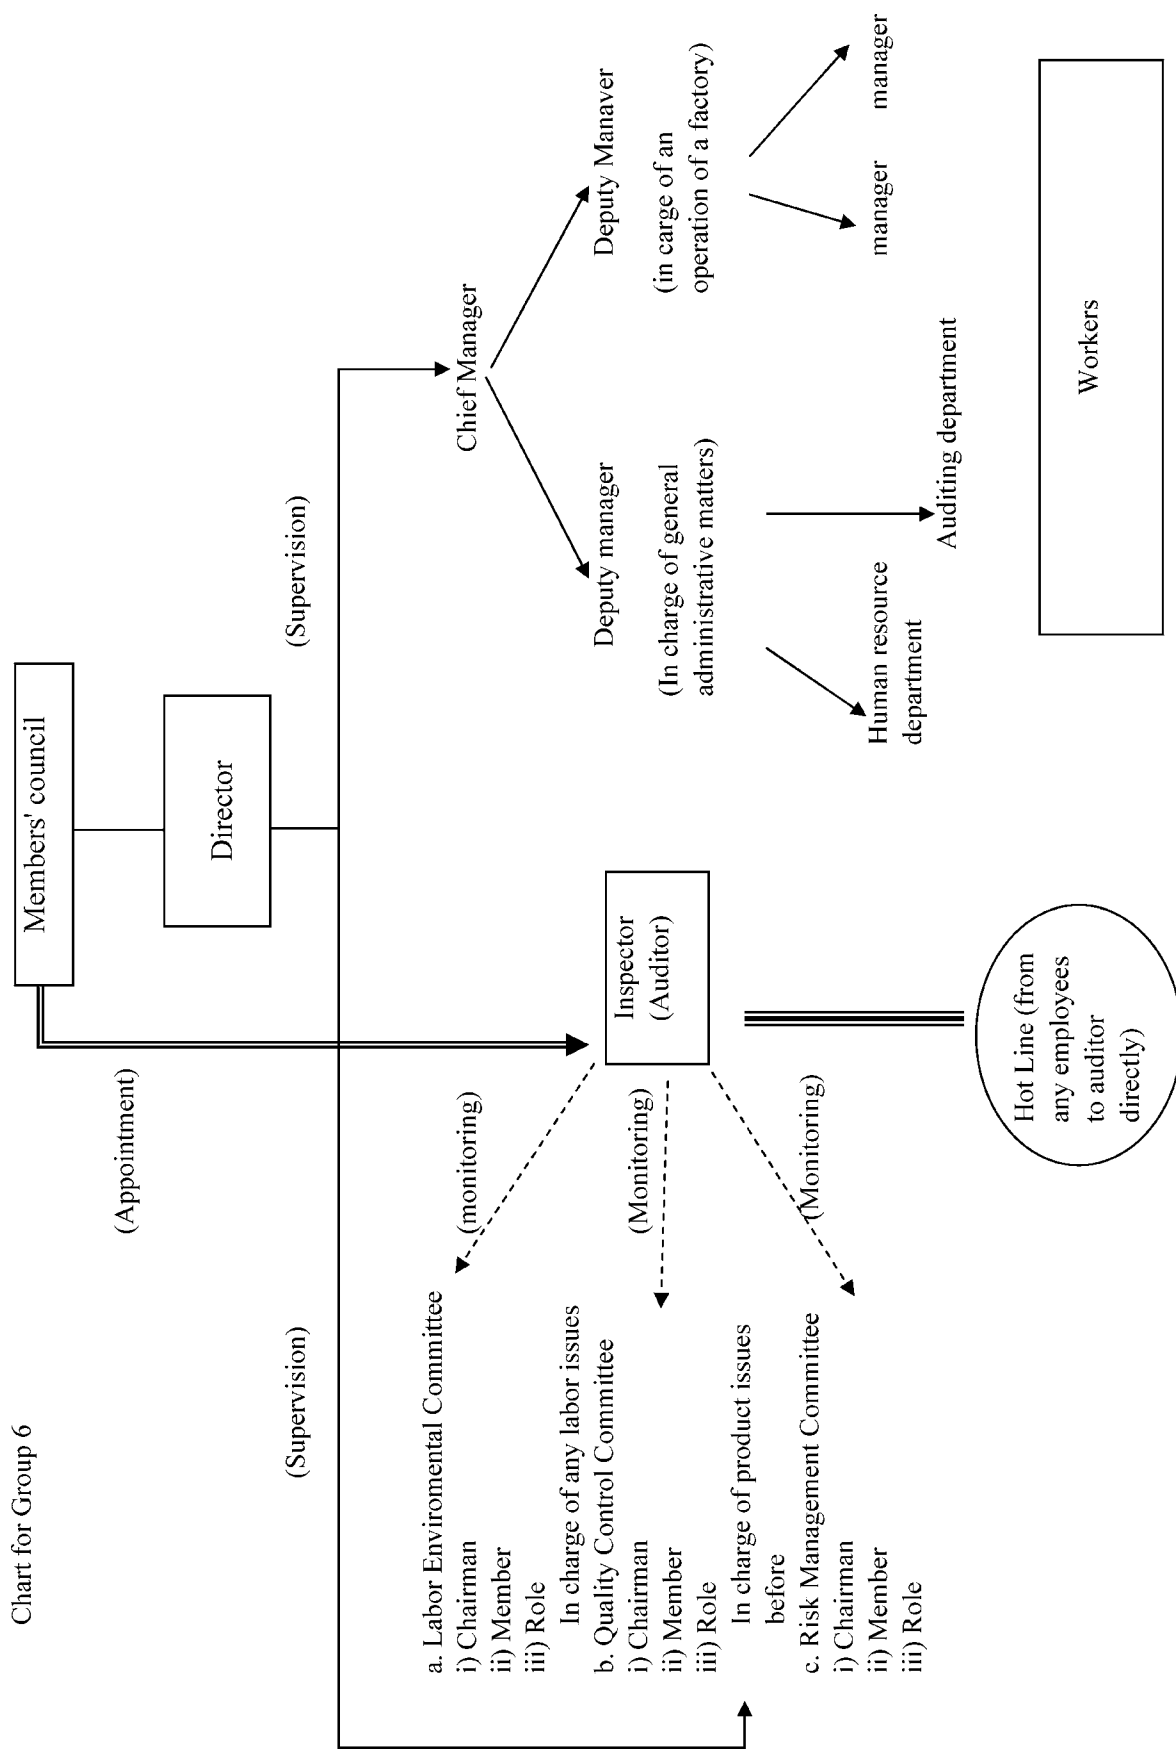 Chart for Group 6
Members' council
(Appointment)
Director
(Supervision)
(Supervision)
a. Labor Enviromental Committee
i) Chairman
ii) Member
iii) Role
In charge of any labor issues
b. Quality Control Committee
i) Chairman
ii) Member
iii) Role
In charge of product issues
before
c. Risk Management Committee
i) Chairman
ii) Member
iii) Role
(monitoring)
(Monitoring)
(Monitoring)
Inspector
(Auditor)
Hot Line (from
any employees
to auditor
directly)
Chief Manager
Deputy manager
(In charge of general
administrative matters)
Human resource
department
Auditing department
Deputy Manaver
(in carge of an
operation of a factory)
manager
manager
Workers